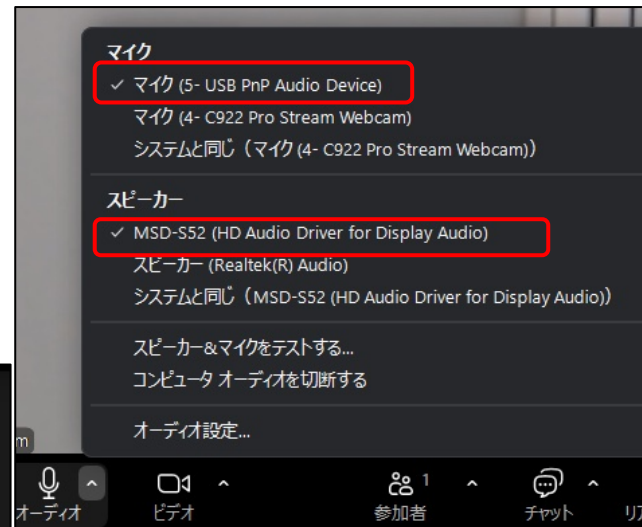 マイク
✓ マイク (5- USB PnP Audio Device)
マイク (4- C922 Pro Stream Webcam)
システムと同じ (マイク (4- C922 Pro Stream Webcam))
スピーカー
✓ MSD-S52 (HD Audio Driver for Display Audio)
スピーカー (Realtek(R) Audio)
システムと同じ (MSD-S52 (HD Audio Driver for Display Audio))
スピーカー&マイクをテストする...
コンピュータ オーディオを切断する
オーディオ設定...
m
1
オーディオ ビデオ 参加者 チャット リ